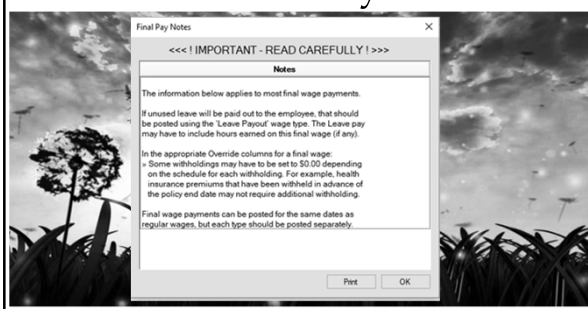 Final Pay Notes
<<< ! IMPORTANT - READ CAREFULLY ! >>>
Notes
The information below applies to most final wage payments.
If unused leave will be paid out to the employee, that should
be posted using the 'Leave Payout' wage type. The Leave pay
may have to include hours earned on this final wage (if any).
In the appropriate Override columns for a final wage:
» Some withholdings may have to be set to $0.00 depending
on the schedule for each withholding. For example, health
insurance premiums that have been withheld in advance of
the policy end date may not require additional withholding.
Final wage payments can be posted for the same dates as
regular wages, but each type should be posted separately.
Print
OK